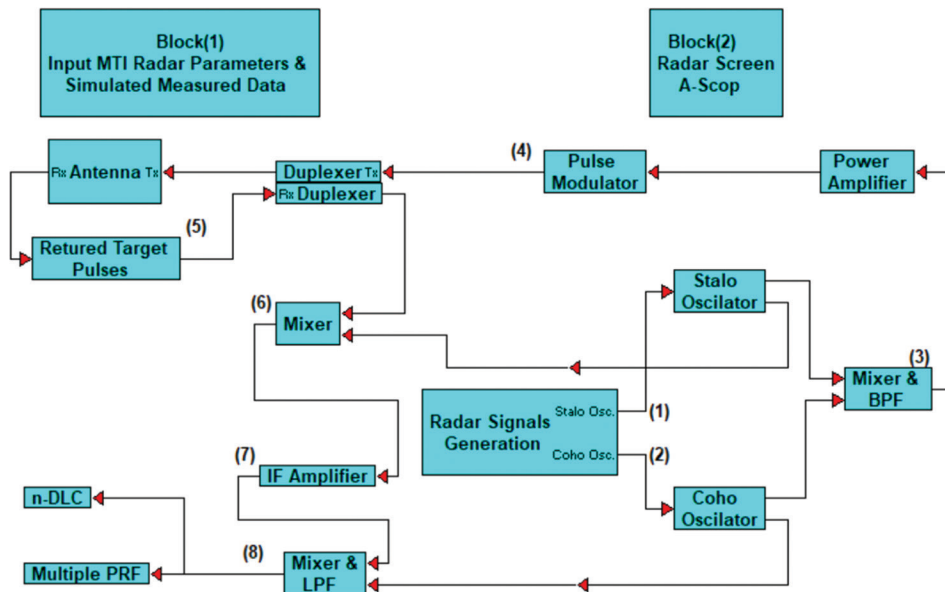 Block(1)
Input MTI Radar Parameters &
Simulated Measured Data
Block(2)
Radar Screen
A-Scop
Rx Antenna Tx
Duplexer Tx
Rx Duplexer
(4)
Pulse
Modulator
Power
Amplifier
(5)
Retured Target
Pulses
Stalo
Oscilator
(6)
Mixer
(3)
Mixer &
BPF
Radar Signals
Generation
Stalo Osc.
Coho Osc.
(1)
(2)
(7)
IF Amplifier
Coho
Oscilator
n-DLC
Multiple PRF
(8)
Mixer &
LPF